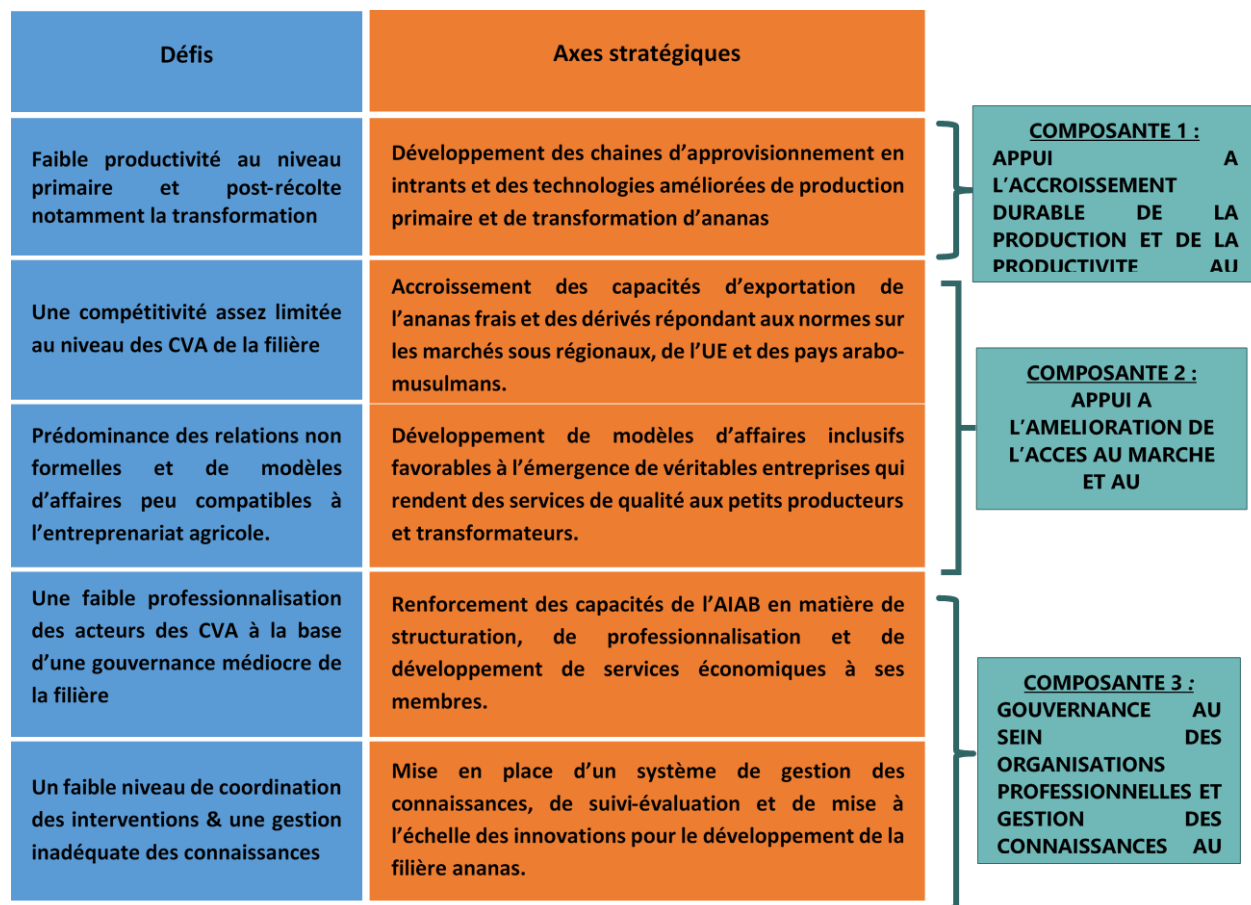 Défis
Axes stratégiques
Faible productivité au niveau
primaire et post-récolte
notamment la transformation
Développement des chaines d'approvisionnement en
intrants et des technologies améliorées de production
primaire et de transformation d'ananas
COMPOSANTE 1 :
APPUI A
L'ACCROISSEMENT
DURABLE DE LA
PRODUCTION ET DE LA
PRODUCTIVITE AU
Une compétitivité assez limitée
au niveau des CVA de la filière
Accroissement des capacités d'exportation de
l'ananas frais et des dérivés répondant aux normes sur
les marchés sous régionaux, de l'UE et des pays arabo-
musulmans.
Prédominance des relations non
formelles et de modèles
d'affaires peu compatibles à
l'entreprenariat agricole.
Développement de modèles d'affaires inclusifs
favorables à l'émergence de véritables entreprises qui
rendent des services de qualité aux petits producteurs
et transformateurs.
COMPOSANTE 2 :
APPUI A
L'AMELIORATION DE
L'ACCES AU MARCHE
ET AU
Une faible professionnalisation
des acteurs des CVA à la base
d'une gouvernance médiocre de
la filière
Renforcement des capacités de l'AIAB en matière de
structuration, de professionnalisation et de
développement de services économiques à ses
membres.
Un faible niveau de coordination
des interventions & une gestion
inadéquate des connaissances
Mise en place d'un système de gestion des
connaissances, de suivi-évaluation et de mise à
l'échelle des innovations pour le développement de la
filière ananas.
COMPOSANTE 3 :
GOUVERNANCE AU
SEIN DES
ORGANISATIONS
PROFESSIONNELLES ET
GESTION DES
CONNAISSANCES AU